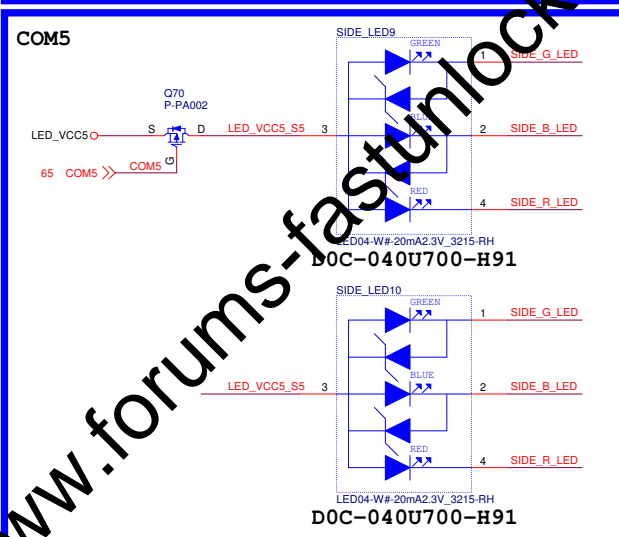 COM5
SIDE_LED9
GREEN
1 SIDE_G_LED
Q70
P-PA002
LED_VCC5 S D LED_VCC5_S5 3
BLUE
2 SIDE_B_LED
G
65 COM5 COM5
RED
4 SIDE_R_LED
LED04-W#-20mA2.3V_3215-RH
D0C-040U700-H91
SIDE_LED10
GREEN
1 SIDE_G_LED
BLUE
LED_VCC5_S5 3
2 SIDE_B_LED
RED
4 SIDE_R_LED
LED04-W#-20mA2.3V_3215-RH
D0C-040U700-H91
www.forums-fastunlock